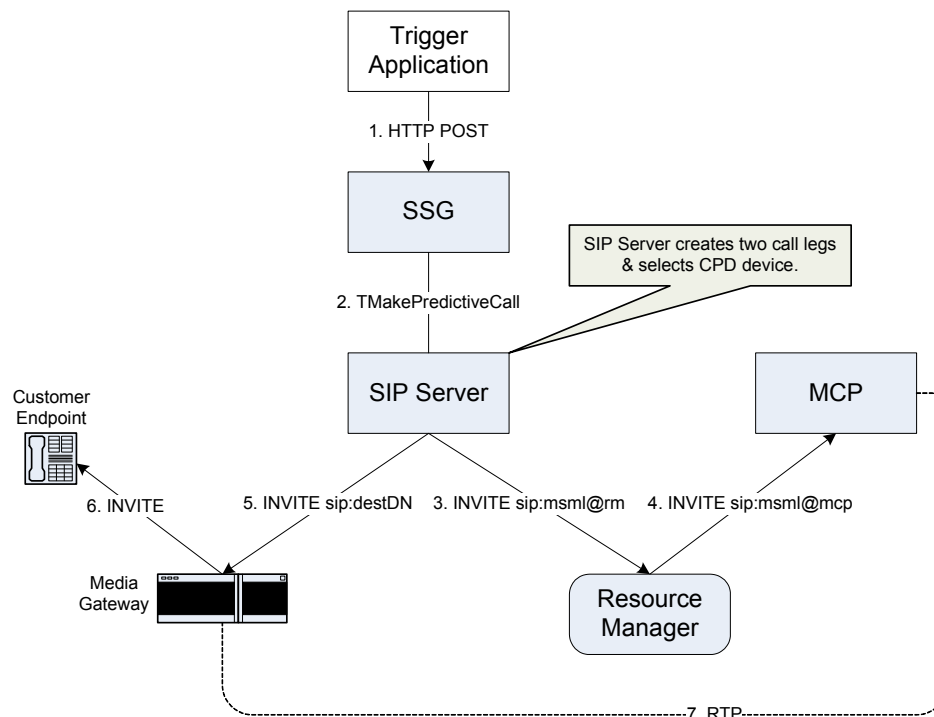 Trigger
Application
1. HTTP POST
SSG
SIP Server creates two call legs
& selects CPD device.
2. TMakePredictiveCall
SIP Server
MCP
Customer
Endpoint
6. INVITE
5. INVITE sip:destDN
3. INVITE sip:msml@rm
4. INVITE sip:msml@mcp
Media
Gateway
Resource
Manager
7. RTP